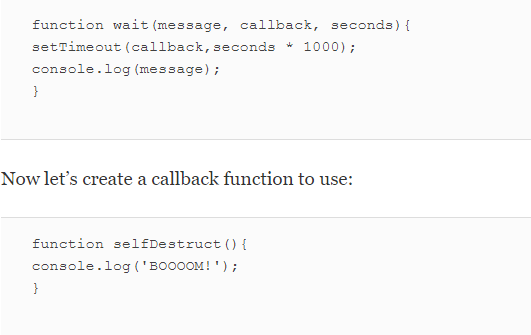 function wait(message, callback, seconds){
setTimeout(callback,seconds * 1000);
console.log(message);
}
Now let’s create a callback function to use:
function selfDestruct(){
console.log('BOOOOM!');
}